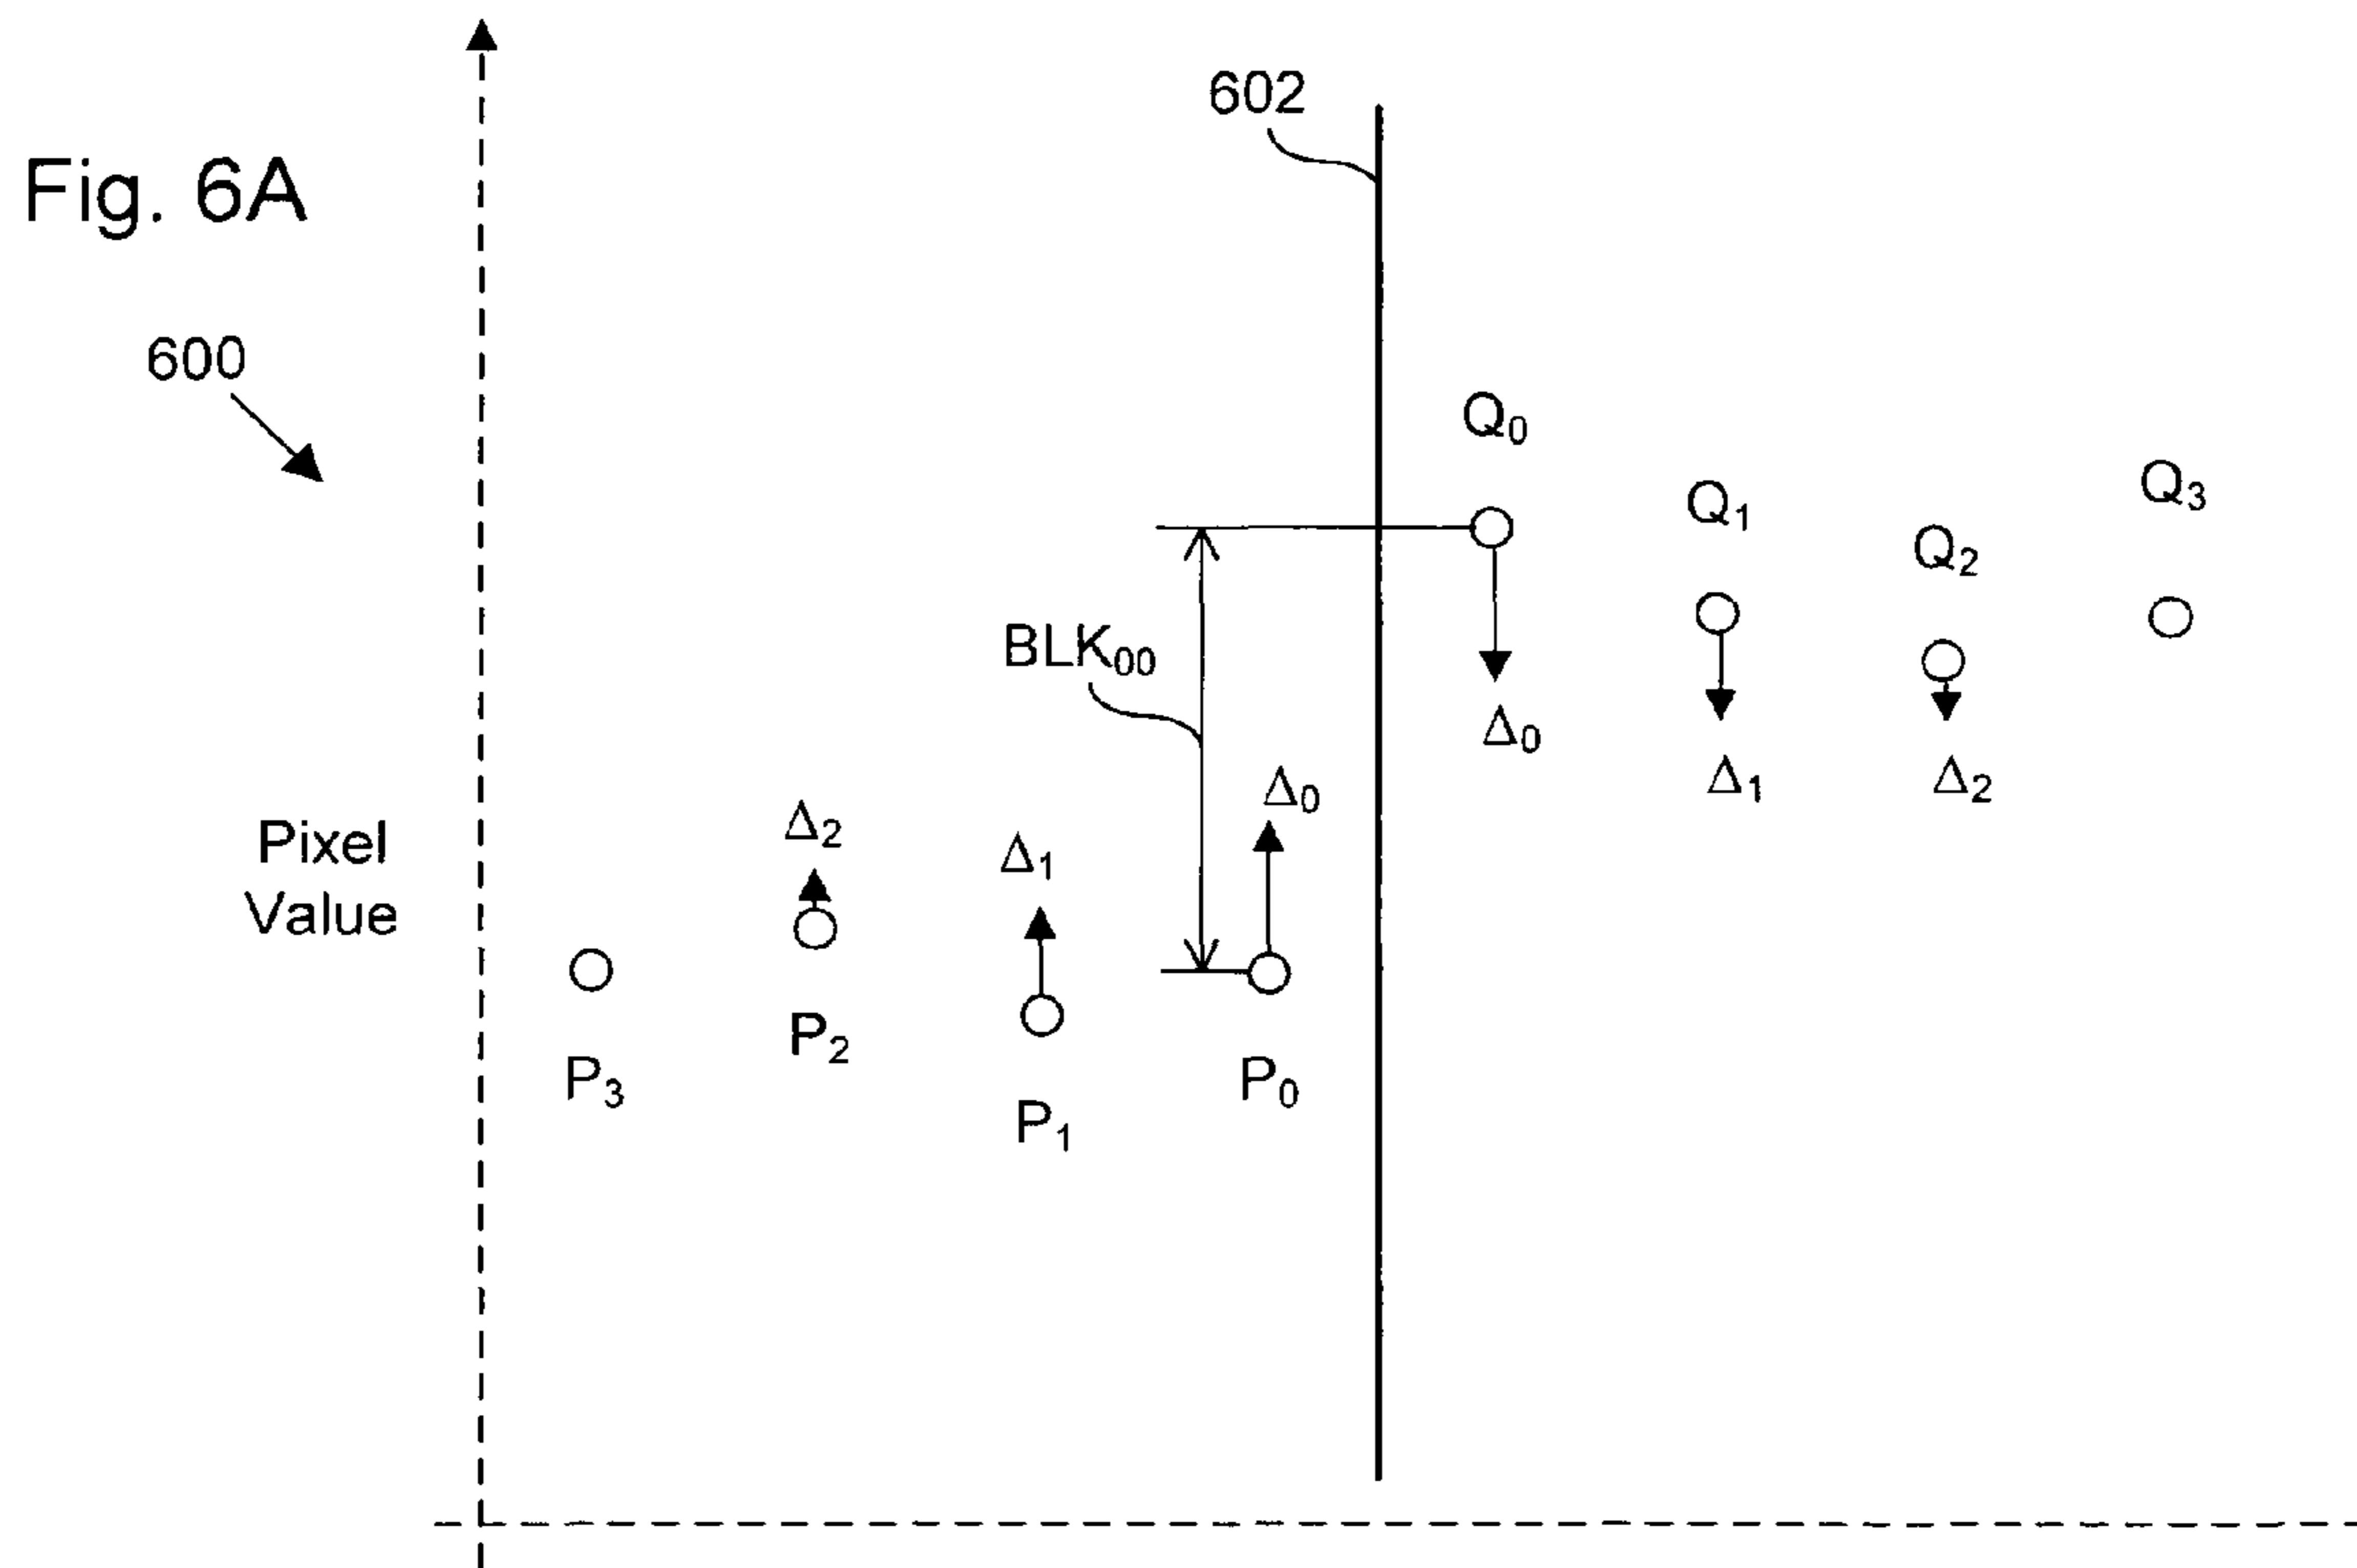 602
Fig. 6A
600
Q₀
Q₃
Q₁
Q₂
BLK₀₀
Δ₀
Δ₁
Δ₂
Δ₀
Δ₂
Δ₁
Pixel
Value
P₂
P₃
P₀
P₁